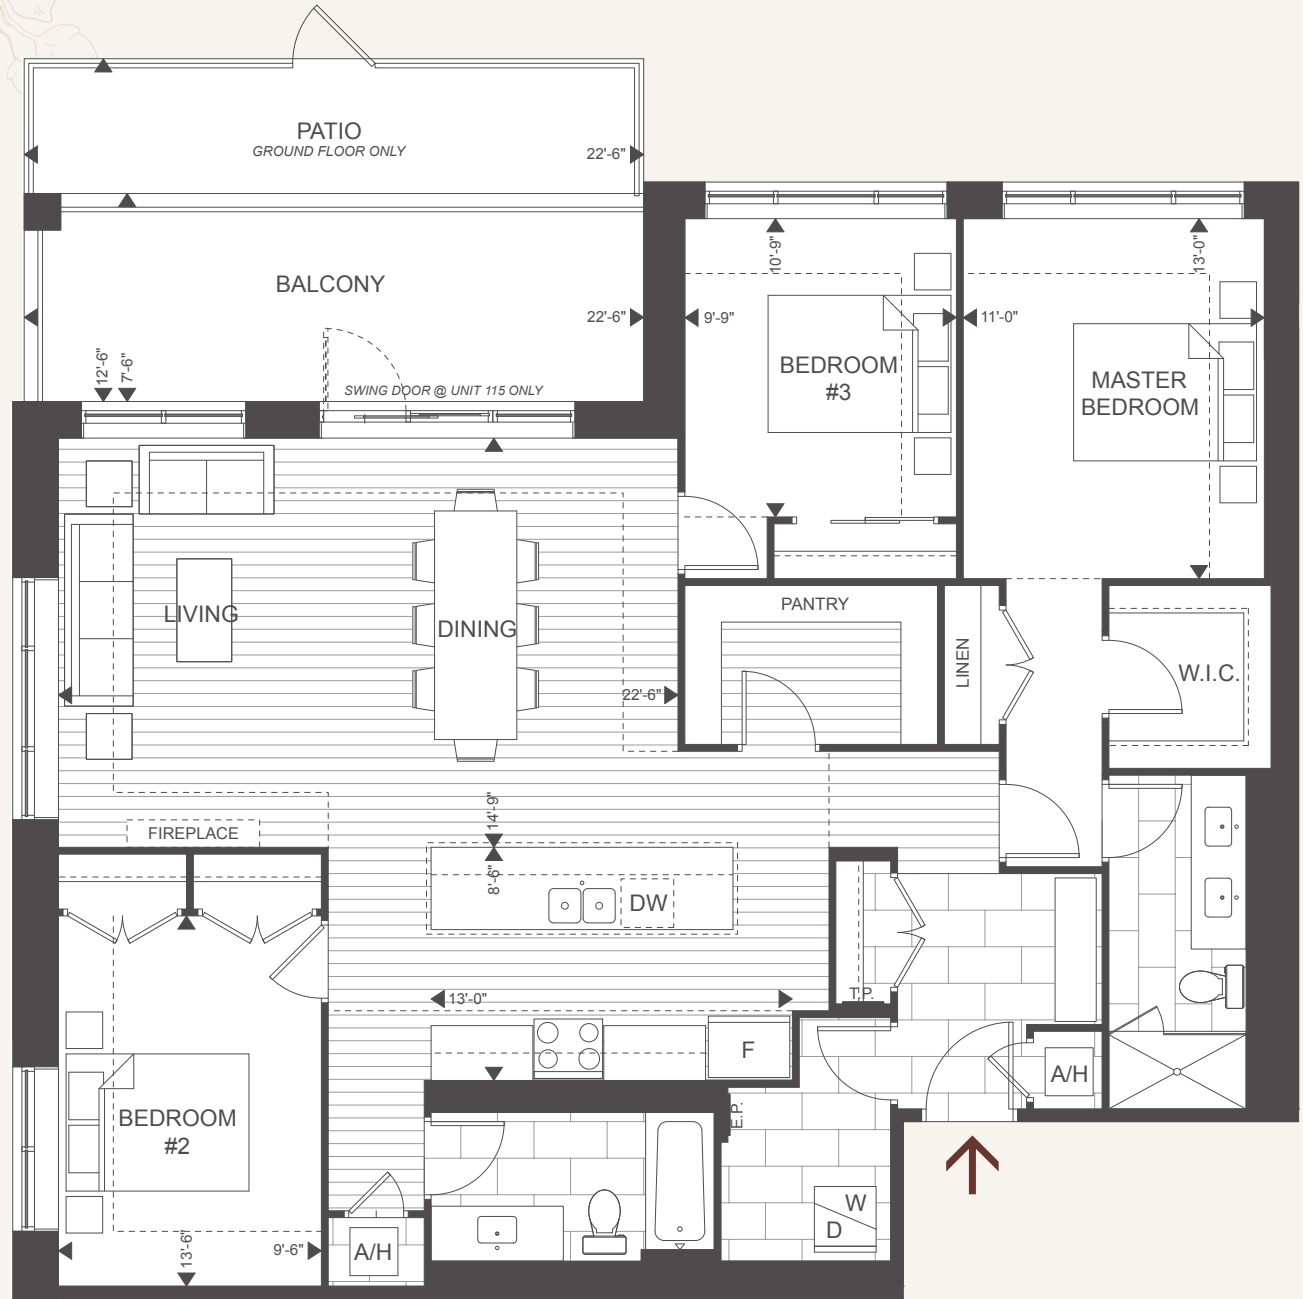 PATIO
GROUND FLOOR ONLY
22'-6"
BALCONY
22'-6"
12'-6"
7'-6"
SWING DOOR @ UNIT 115 ONLY
10'-9"
9'-9"
BEDROOM
#3
13'-0"
11'-0"
MASTER
BEDROOM
LIVING
DINING
22'-6"
PANTRY
LINEN
W.I.C.
FIREPLACE
14'-9"
8'-6"
DW
13'-0"
F
T.P.
A/H
E.P.
BEDROOM
#2
W
D
13'-6"
9'-6"
A/H